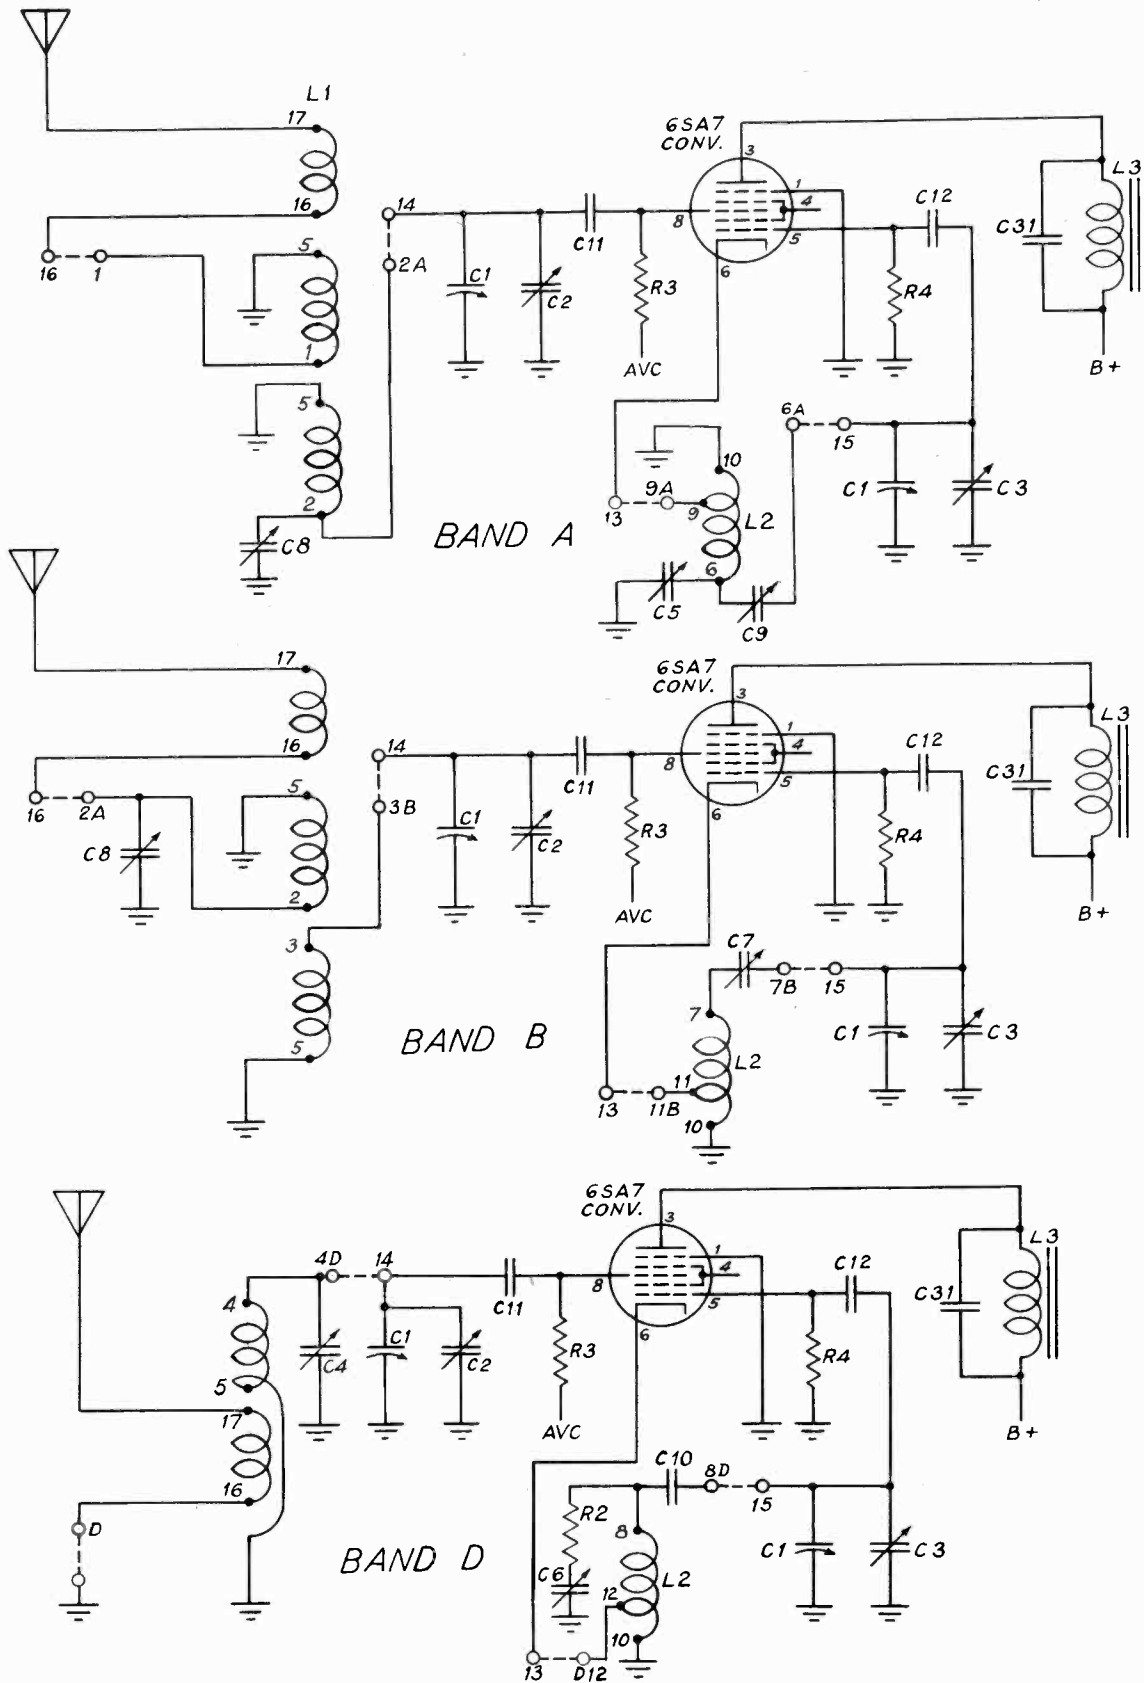 L1
17
16
16 1
5
1
5
2
C8
14
2A
C1
C2
C11
R3
AVC
6SA7
CONV.
3
8
1
4
5
6
C12
R4
C31
L3
B+
6A
15
C1
C3
10
9A
13
9
L2
6
C5
C9
BAND A
17
16
16 2A
C8
5
2
3
5
14
3B
C1
C2
C11
R3
AVC
6SA7
CONV.
3
8
1
4
5
6
C12
R4
C31
L3
B+
C7
7B 15
C1
C3
7
L2
11
13 11B
10
BAND B
4
5
17
16
D
4D 14
C4
C1
C2
C11
R3
AVC
6SA7
CONV.
3
8
1
4
5
6
C12
R4
C31
L3
B+
C10
8D
15
C1
C3
R2
C6
8
L2
12
10
13 D12
BAND D